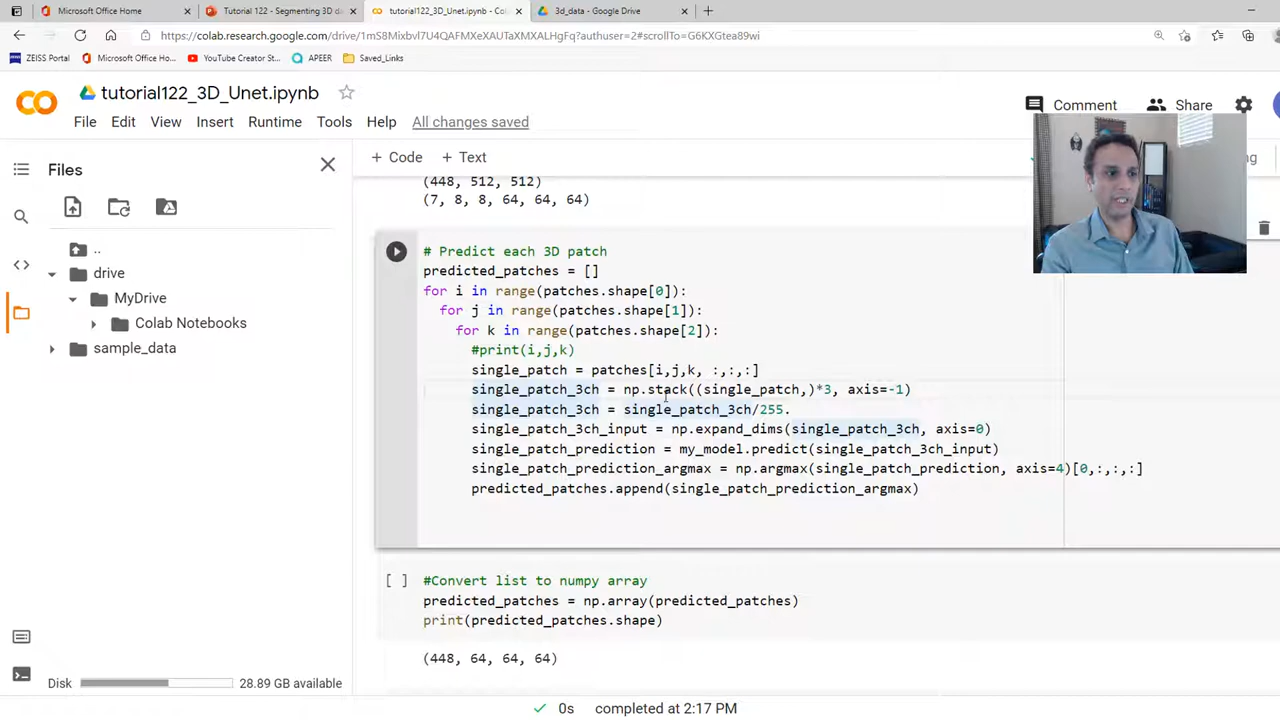 Microsoft Office Home
Tutorial 122 - Segmenting 3D da
tutorial122_3D_Unet.ipynb - Co
3d_data - Google Drive
https://colab.research.google.com/drive/1mS8Mixbvl7U4QAFMXeXAUTaXMXALHgFq?authuser=2#scrollTo=G6KXGtea89wi
ZEISS Portal
Microsoft Office Ho...
YouTube Creator St...
APEER
Saved_Links
tutorial122_3D_Unet.ipynb
Comment
Share
File Edit View Insert Runtime Tools Help All changes saved
Files
+ Code + Text
(448, 512, 512)
(7, 8, 8, 64, 64, 64)
..
drive
MyDrive
Colab Notebooks
sample_data
# Predict each 3D patch
predicted_patches = []
for i in range(patches.shape[0]):
for j in range(patches.shape[1]):
for k in range(patches.shape[2]):
#print(i,j,k)
single_patch = patches[i,j,k, :,:,:]
single_patch_3ch = np.stack((single_patch,)*3, axis=-1)
single_patch_3ch = single_patch_3ch/255.
single_patch_3ch_input = np.expand_dims(single_patch_3ch, axis=0)
single_patch_prediction = my_model.predict(single_patch_3ch_input)
single_patch_prediction_argmax = np.argmax(single_patch_prediction, axis=4)[0,:,:,:]
predicted_patches.append(single_patch_prediction_argmax)
[ ]
#Convert list to numpy array
predicted_patches = np.array(predicted_patches)
print(predicted_patches.shape)
(448, 64, 64, 64)
Disk
28.89 GB available
0s completed at 2:17 PM